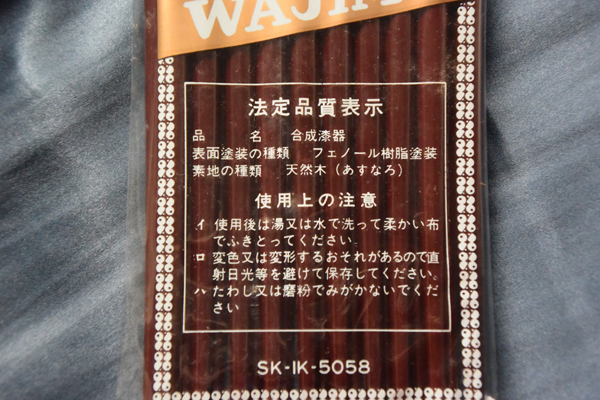 WAJIMA
法定品質表示
品　　名　合成漆器
表面塗装の種類　フェノール樹脂塗装
素地の種類　天然木（あすなろ）
使用上の注意
イ 使用後は湯又は水で洗って柔かい布
でふきとってください.
ロ 変色又は変形するおそれがあるので直
射日光等を避けて保存してください。
ハ たわし又は磨粉でみがかないでくだ
さい
SK-IK-5058